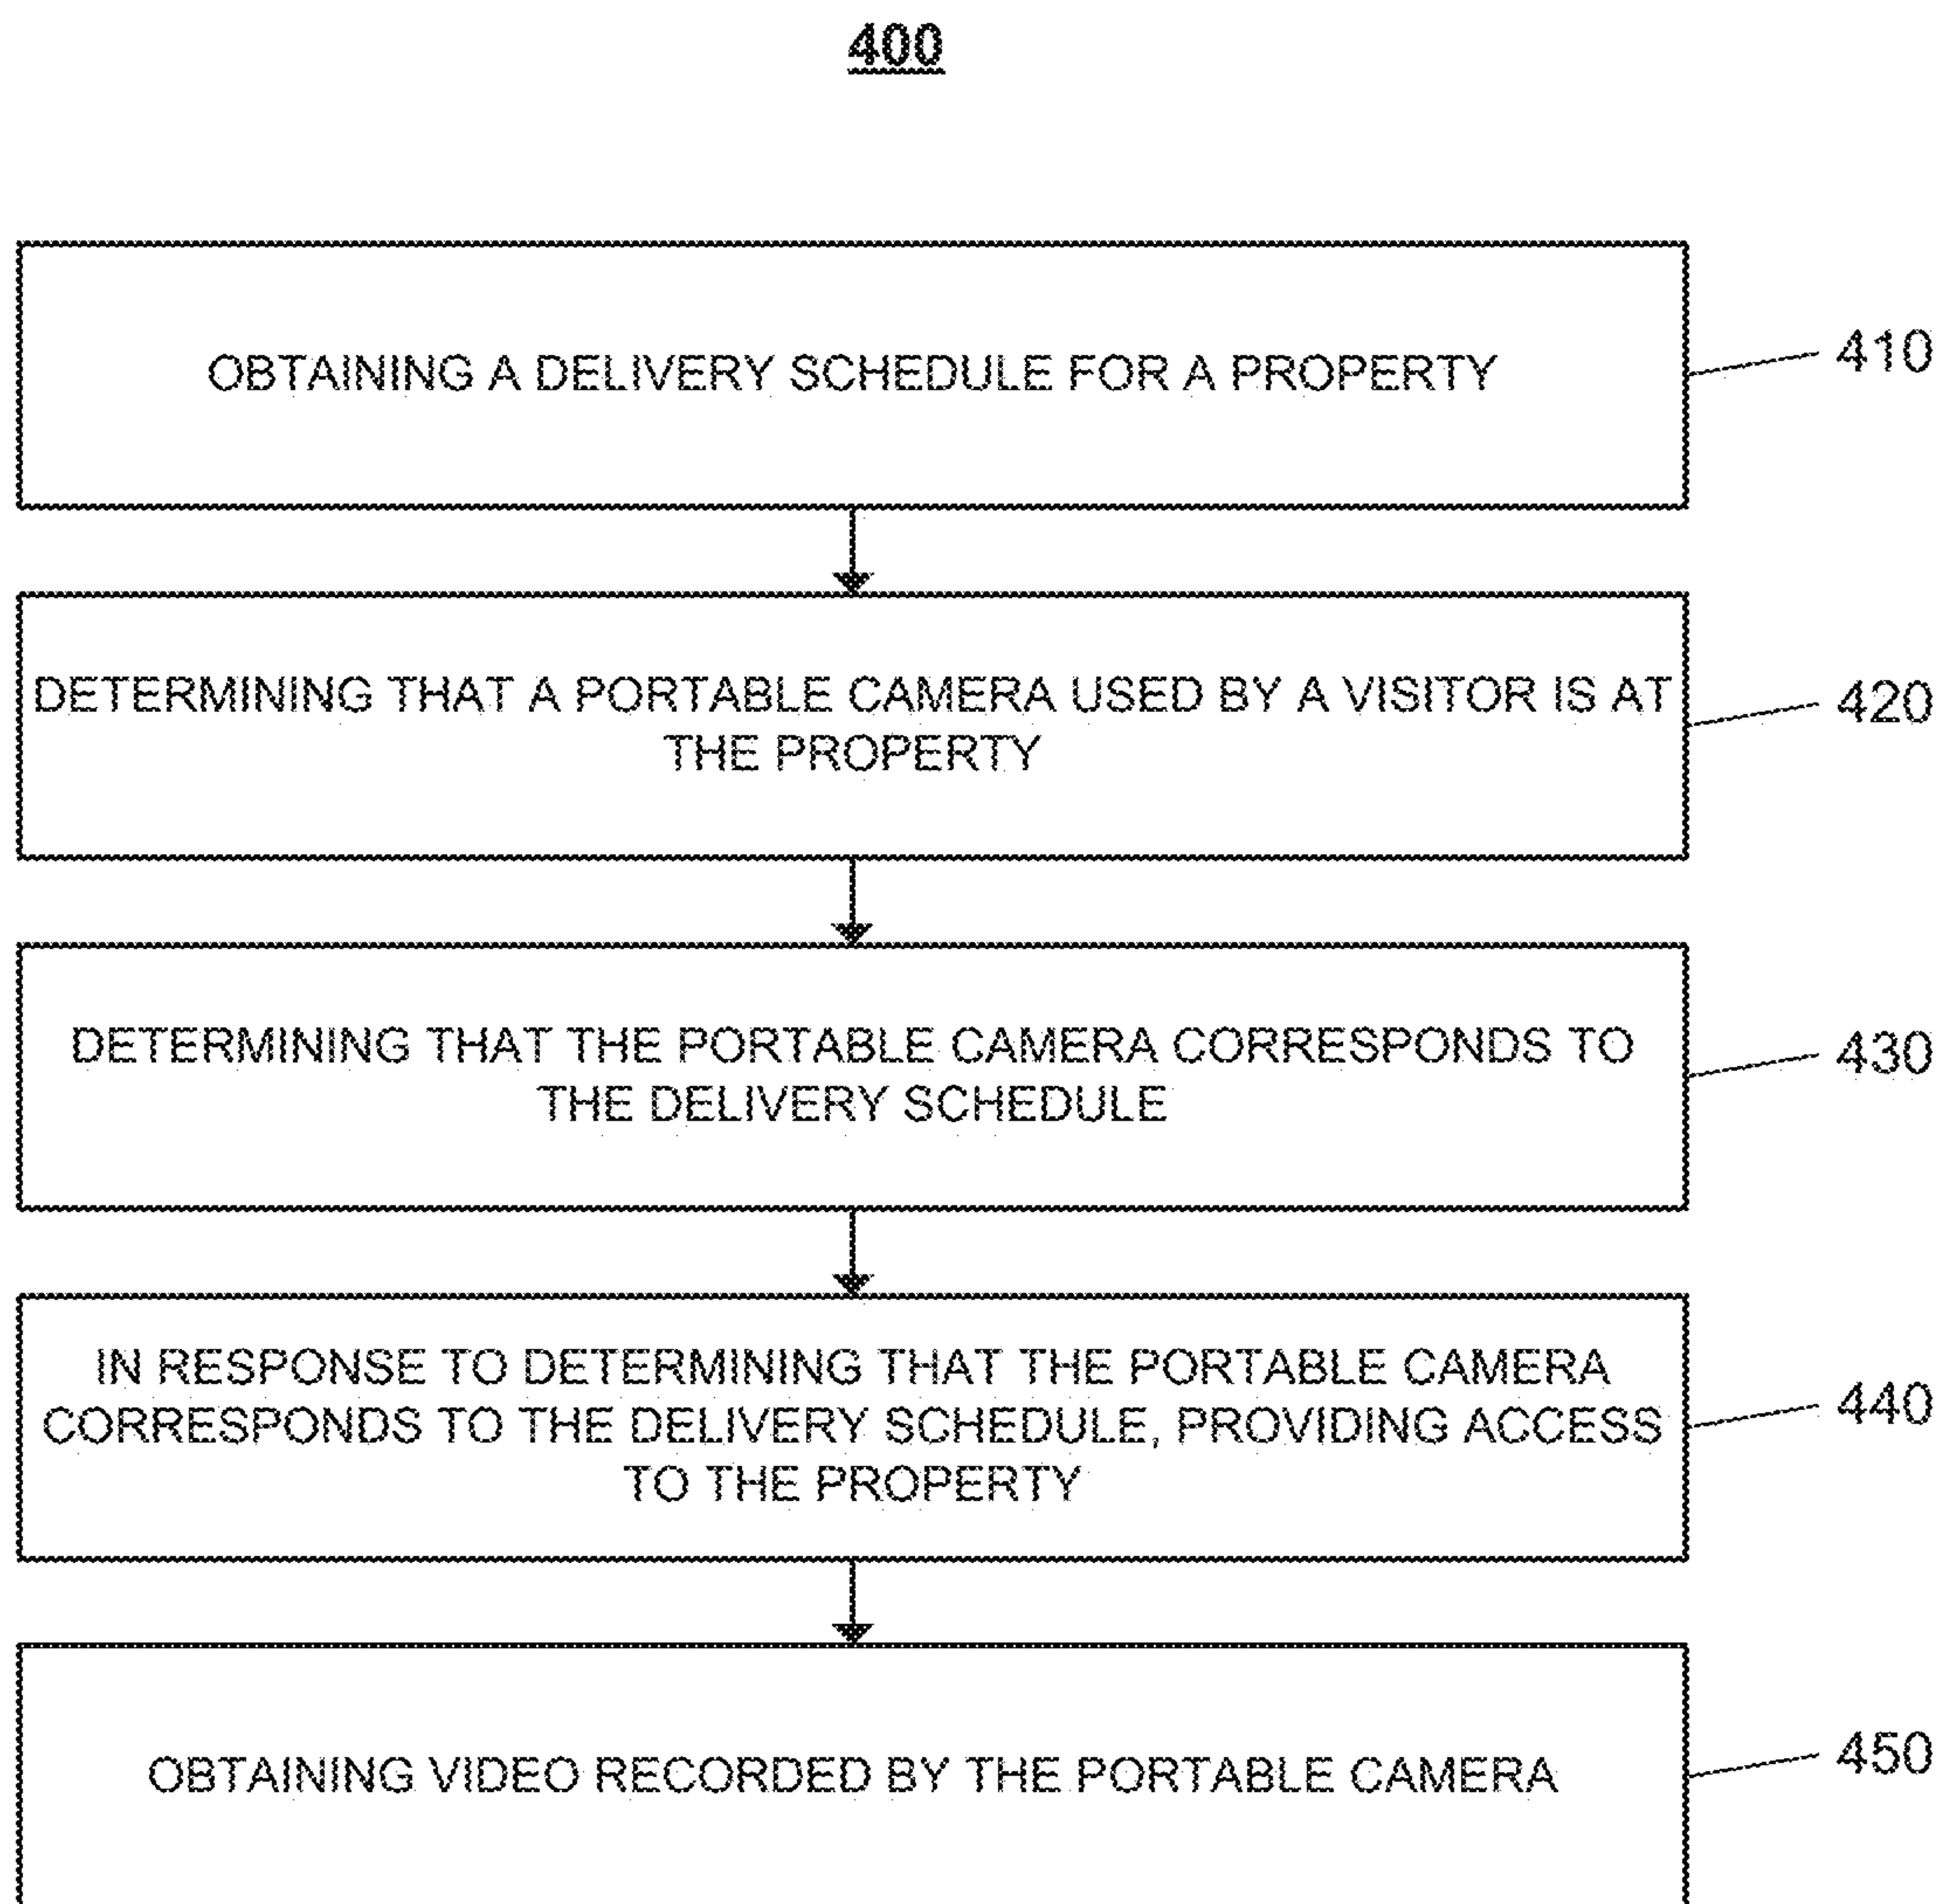 400
OBTAINING A DELIVERY SCHEDULE FOR A PROPERTY
410
DETERMINING THAT A PORTABLE CAMERA USED BY A VISITOR IS AT
THE PROPERTY
420
DETERMINING THAT THE PORTABLE CAMERA CORRESPONDS TO
THE DELIVERY SCHEDULE
430
IN RESPONSE TO DETERMINING THAT THE PORTABLE CAMERA
CORRESPONDS TO THE DELIVERY SCHEDULE, PROVIDING ACCESS
TO THE PROPERTY
440
OBTAINING VIDEO RECORDED BY THE PORTABLE CAMERA
450